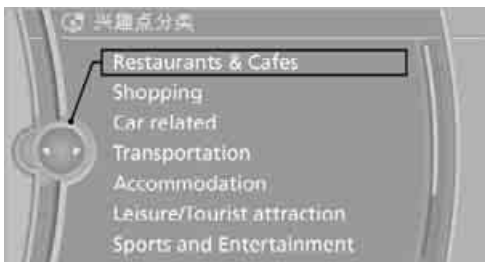 兴趣点分类
Restaurants & Cafes
Shopping
Car related
Transportation
Accommodation
Leisure/Tourist attraction
Sports and Entertainment